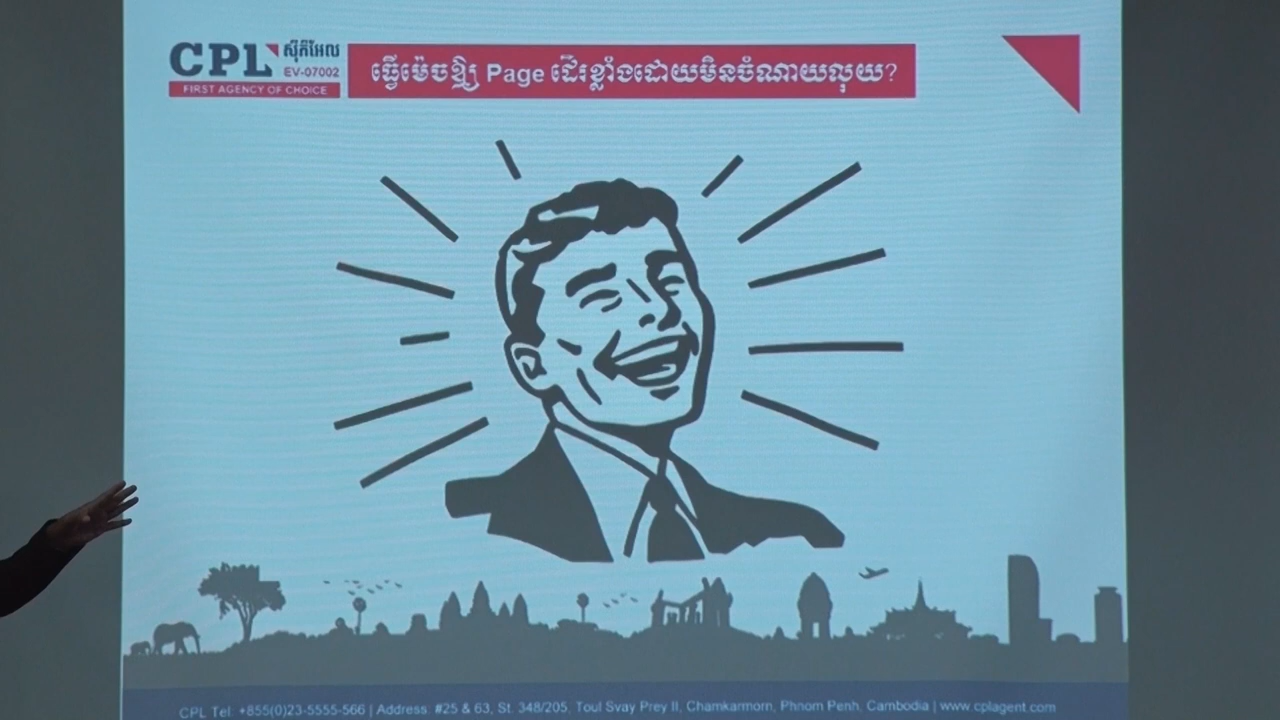 CPL ស៊ីភីអែល
EV-07002
FIRST AGENCY OF CHOICE
ធ្វើម៉េចឱ្យ Page ដើរខ្លាំងដោយមិនចំណាយលុយ?
CPL Tel: +855(0)23-5555-566 | Address: #25 & 63, St. 348/205, Toul Svay Prey II, Chamkarmorn, Phnom Penh, Cambodia | www.cplagent.com